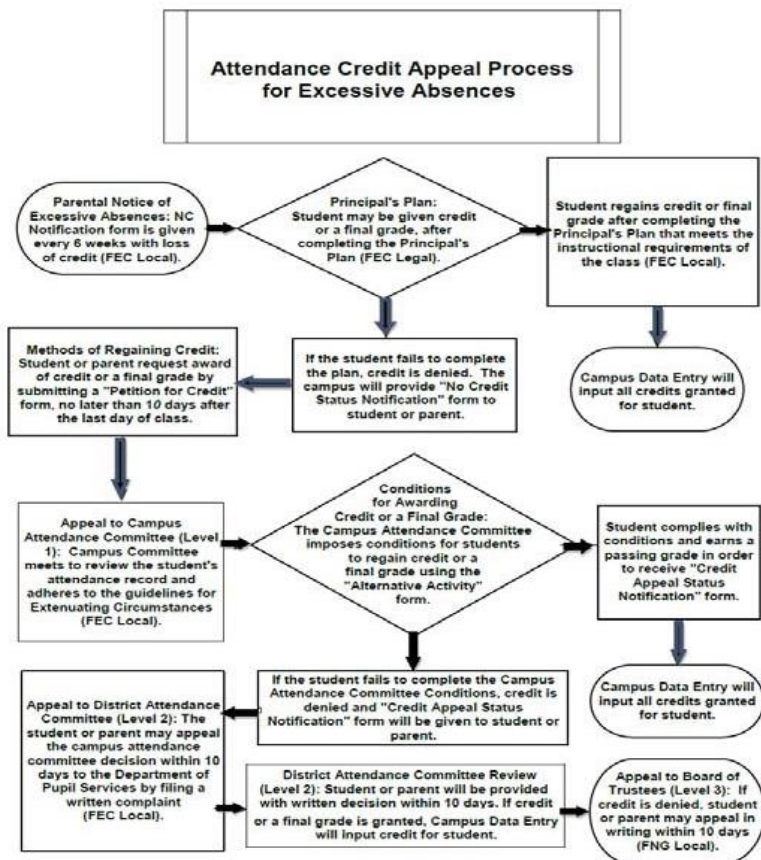 Attendance Credit Appeal Process
for Excessive Absences
Parental Notice of
Excessive Absences: NC
Notification form is given
every 6 weeks with loss
of credit (FEC Local).
Principal's Plan:
Student may be given credit
or a final grade, after
completing the Principal's
Plan (FEC Legal).
Student regains credit or final
grade after completing the
Principal's Plan that meets the
instructional requirements of
the class (FEC Local).
Methods of Regaining Credit:
Student or parent request award
of credit or a final grade by
submitting a "Petition for Credit"
form, no later than 10 days after
the last day of class.
If the student fails to complete
the plan, credit is denied. The
campus will provide "No Credit
Status Notification" form to
student or parent.
Campus Data Entry will
input all credits granted
for student.
Appeal to Campus
Attendance Committee (Level
1): Campus Committee
meets to review the student's
attendance record and
adheres to the guidelines for
Extenuating Circumstances
(FEC Local).
Conditions
for Awarding
Credit or a Final Grade:
The Campus Attendance Committee
imposes conditions for students
to regain credit or a
final grade using the
"Alternative Activity"
form.
Student complies with
conditions and earns a
passing grade in order
to receive "Credit
Appeal Status
Notification" form.
If the student fails to complete the Campus
Attendance Committee Conditions, credit is
denied and "Credit Appeal Status
Notification" form will be given to student or
parent.
Campus Data Entry will
input all credits granted
for student.
Appeal to District Attendance
Committee (Level 2): The
student or parent may appeal
the campus attendance
committee decision within 10
days to the Department of
Pupil Services by filing a
written complaint
(FEC Local).
District Attendance Committee Review
(Level 2): Student or parent will be provided
with written decision within 10 days. If credit
or a final grade is granted, Campus Data Entry
will input credit for student.
Appeal to Board of
Trustees (Level 3): If
credit is denied, student
or parent may appeal in
writing within 10 days
(FNG Local).